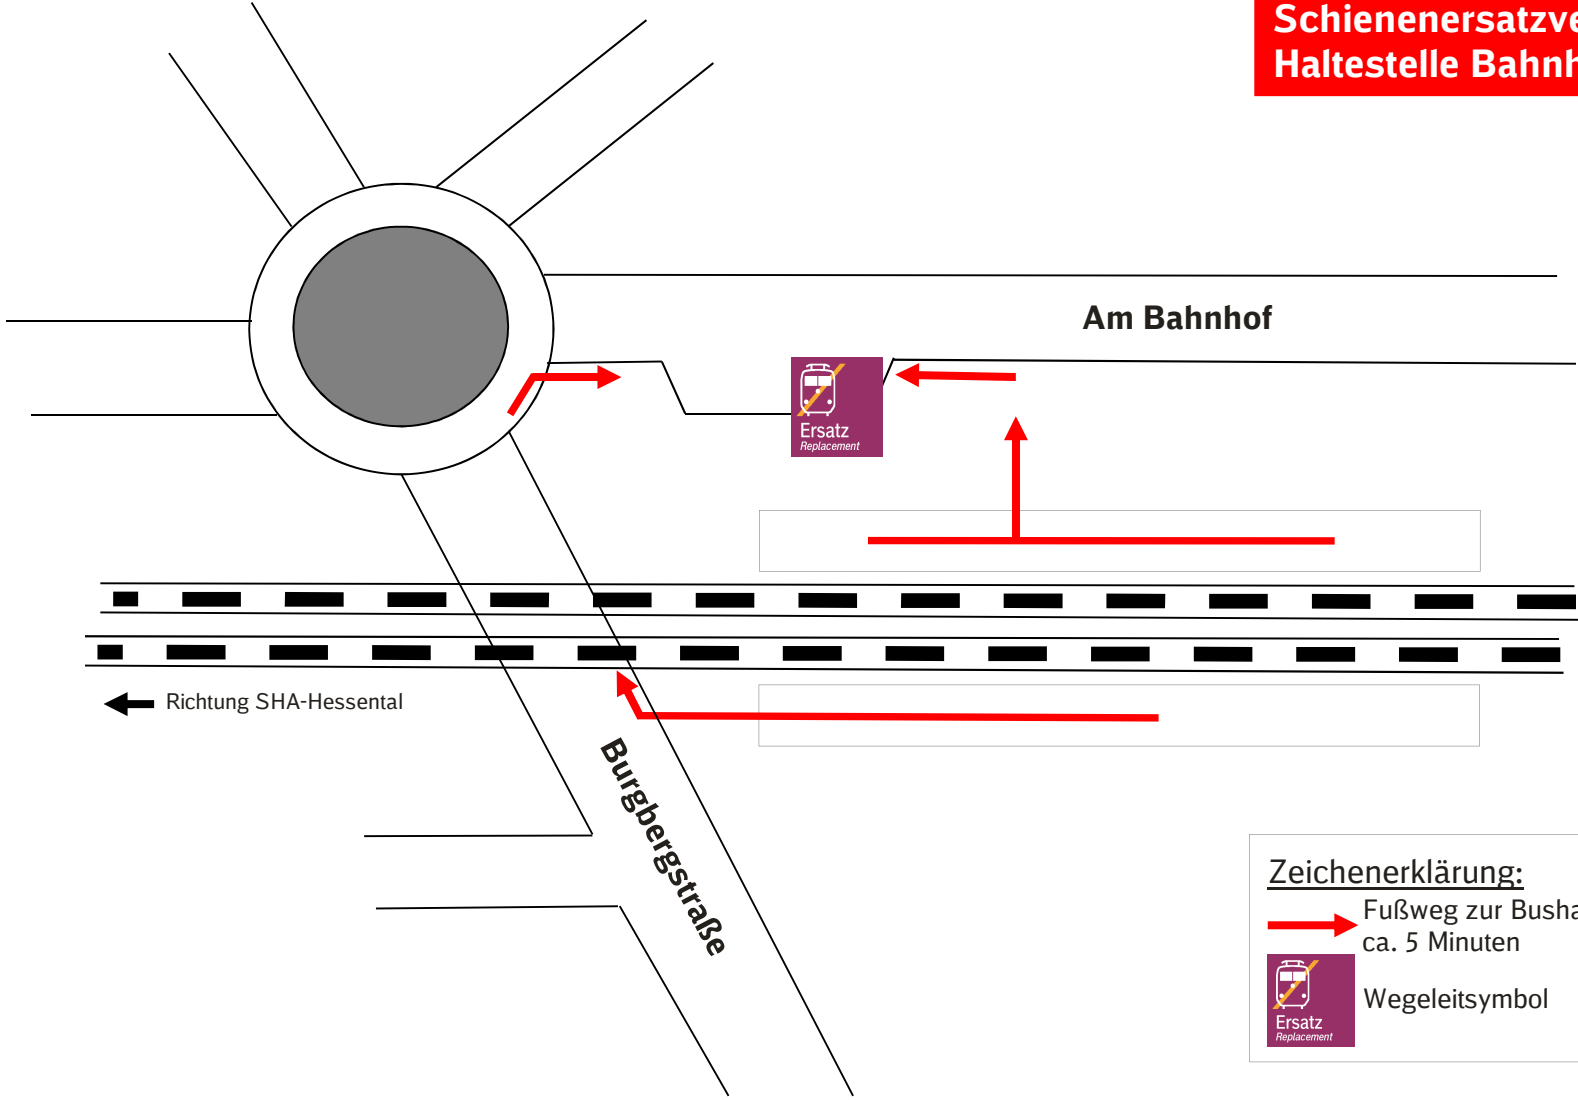 Schienenersatzve
Haltestelle Bahnh
Am Bahnhof
Ersatz
Replacement
Richtung SHA-Hessental
Burgbergstraße
Zeichenerklärung:
Fußweg zur Busha
ca. 5 Minuten
Ersatz
Replacement
Wegeleitsymbol